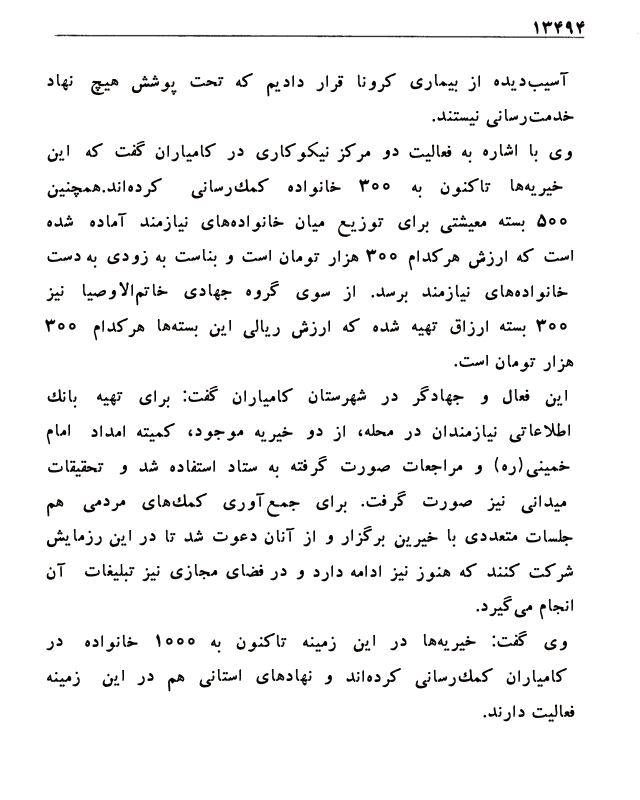 ۱۳۴۹۴
آسیب‌دیده از بیماری کرونا قرار دادیم که تحت پوشش هیچ نهاد
خدمت‌رسانی نیستند.
وی با اشاره به فعالیت دو مرکز نیکوکاری در کامیاران گفت که این
خیریه‌ها تاکنون به ۳۰۰ خانواده کمك‌رسانی کرده‌اند.همچنین
۵۰۰ بسته معیشتی برای توزیع میان خانواده‌های نیازمند آماده شده
است که ارزش هرکدام ۳۰۰ هزار تومان است و بناست به زودی به دست
خانواده‌های نیازمند برسد. از سوی گروه جهادی خاتم‌الاوصیا نیز
۳۰۰ بسته ارزاق تهیه شده که ارزش ریالی این بسته‌ها هرکدام ۳۰۰
هزار تومان است.
این فعال و جهادگر در شهرستان کامیاران گفت: برای تهیه بانك
اطلاعاتی نیازمندان در محله، از دو خیریه موجود، کمیته امداد امام
خمینی(ره) و مراجعات صورت گرفته به ستاد استفاده شد و تحقیقات
میدانی نیز صورت گرفت. برای جمع‌آوری کمك‌های مردمی هم
جلسات متعددی با خیرین برگزار و از آنان دعوت شد تا در این رزمایش
شرکت کنند که هنوز نیز ادامه دارد و در فضای مجازی نیز تبلیغات آن
انجام می‌گیرد.
وی گفت: خیریه‌ها در این زمینه تاکنون به ۱۰۰۰ خانواده در
کامیاران کمك‌رسانی کرده‌اند و نهادهای استانی هم در این زمینه
فعالیت دارند.